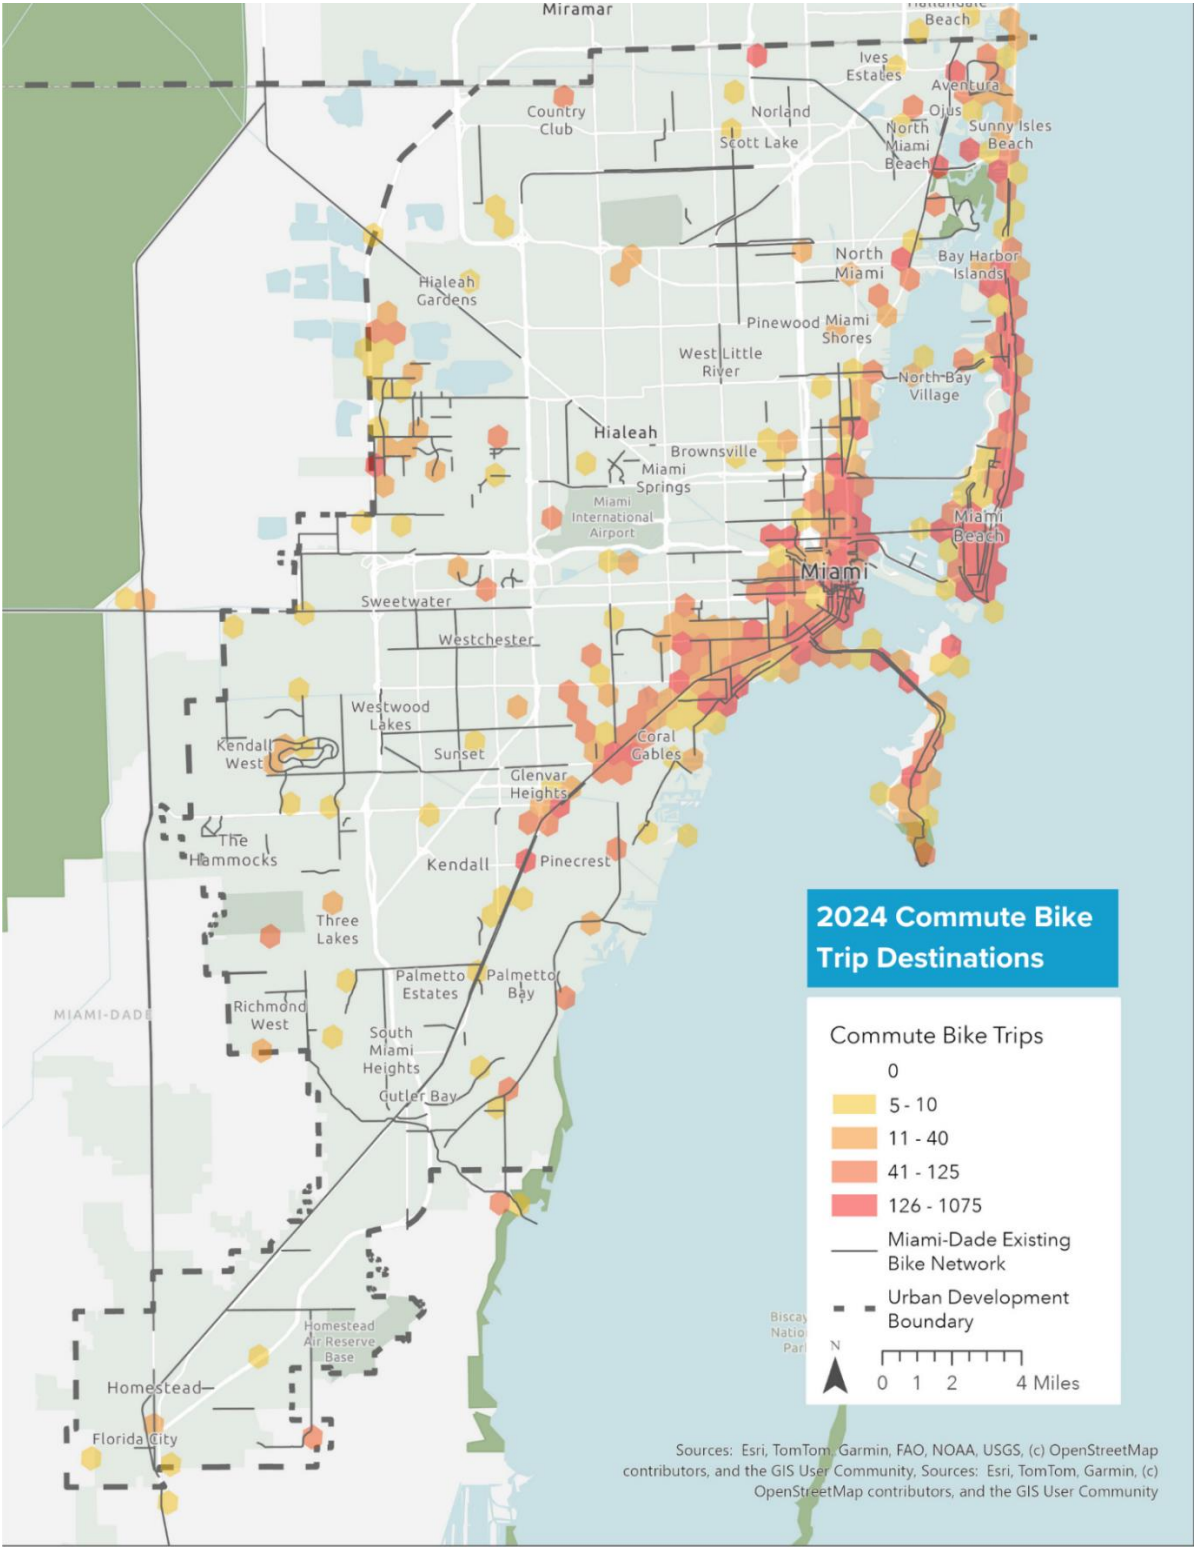 Miramar
Hallandale
Beach
Ives
Estates
Aventura
Country
Club
Norland
Ojus
Scott Lake
North
Miami
Beach
Sunny Isles
Beach
Hialeah
Gardens
North
Miami
Bay Harbor
Islands
Pinewood
Miami
Shores
West Little
River
North Bay
Village
Hialeah
Brownsville
Miami
Springs
Miami
International
Airport
Miami
Beach
Miami
Sweetwater
Westchester
Westwood
Lakes
Kendall
West
Sunset
Coral
Gables
Glenvar
Heights
The
Hammocks
Kendall
Pinecrest
Three
Lakes
Palmetto
Estates
Palmetto
Bay
MIAMI-DADE
Richmond
West
South
Miami
Heights
Cutler Bay
Homestead
Air Reserve
Base
Homestead
Florida City
2024 Commute Bike
Trip Destinations
Commute Bike Trips
0
5 - 10
11 - 40
41 - 125
126 - 1075
Miami-Dade Existing
Bike Network
Urban Development
Boundary
N
0 1 2 4 Miles
Biscay
Natio
Par
Sources: Esri, TomTom, Garmin, FAO, NOAA, USGS, (c) OpenStreetMap
contributors, and the GIS User Community, Sources: Esri, TomTom, Garmin, (c)
OpenStreetMap contributors, and the GIS User Community